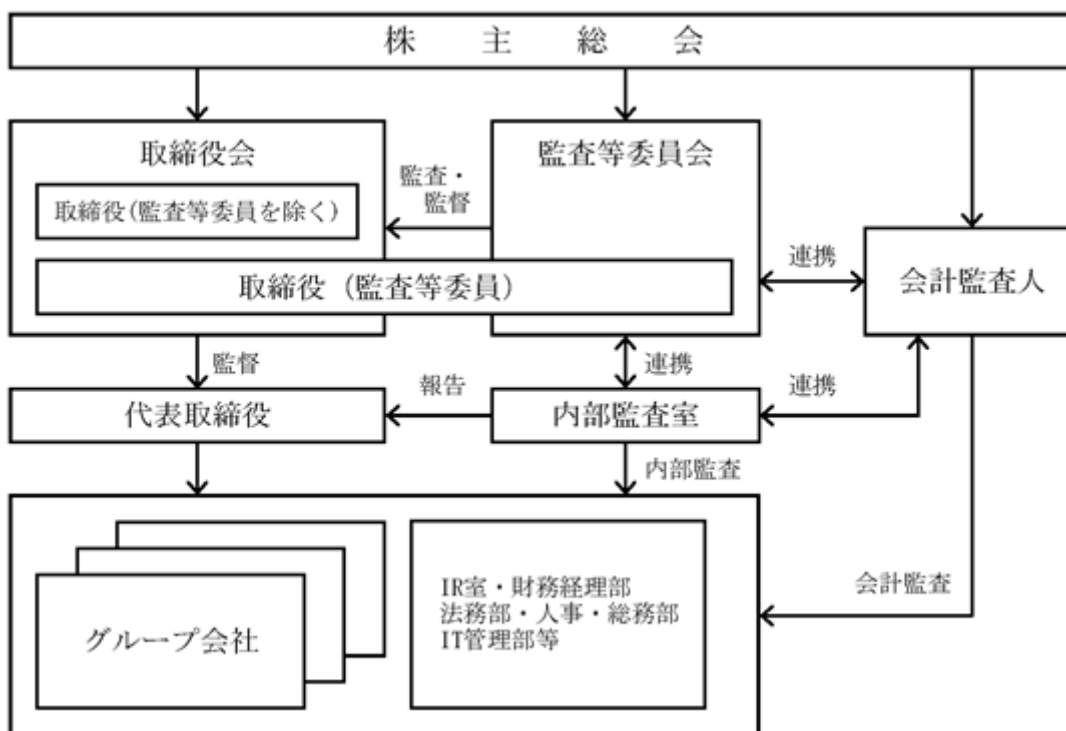 株主総会
取締役会
監査等委員会
監査・
監督
取締役(監査等委員を除く)
取締役（監査等委員）
連携
会計監査人
監督
連携
報告
連携
代表取締役
内部監査室
内部監査
IR室・財務経理部
法務部・人事・総務部
IT管理部等
グループ会社
会計監査